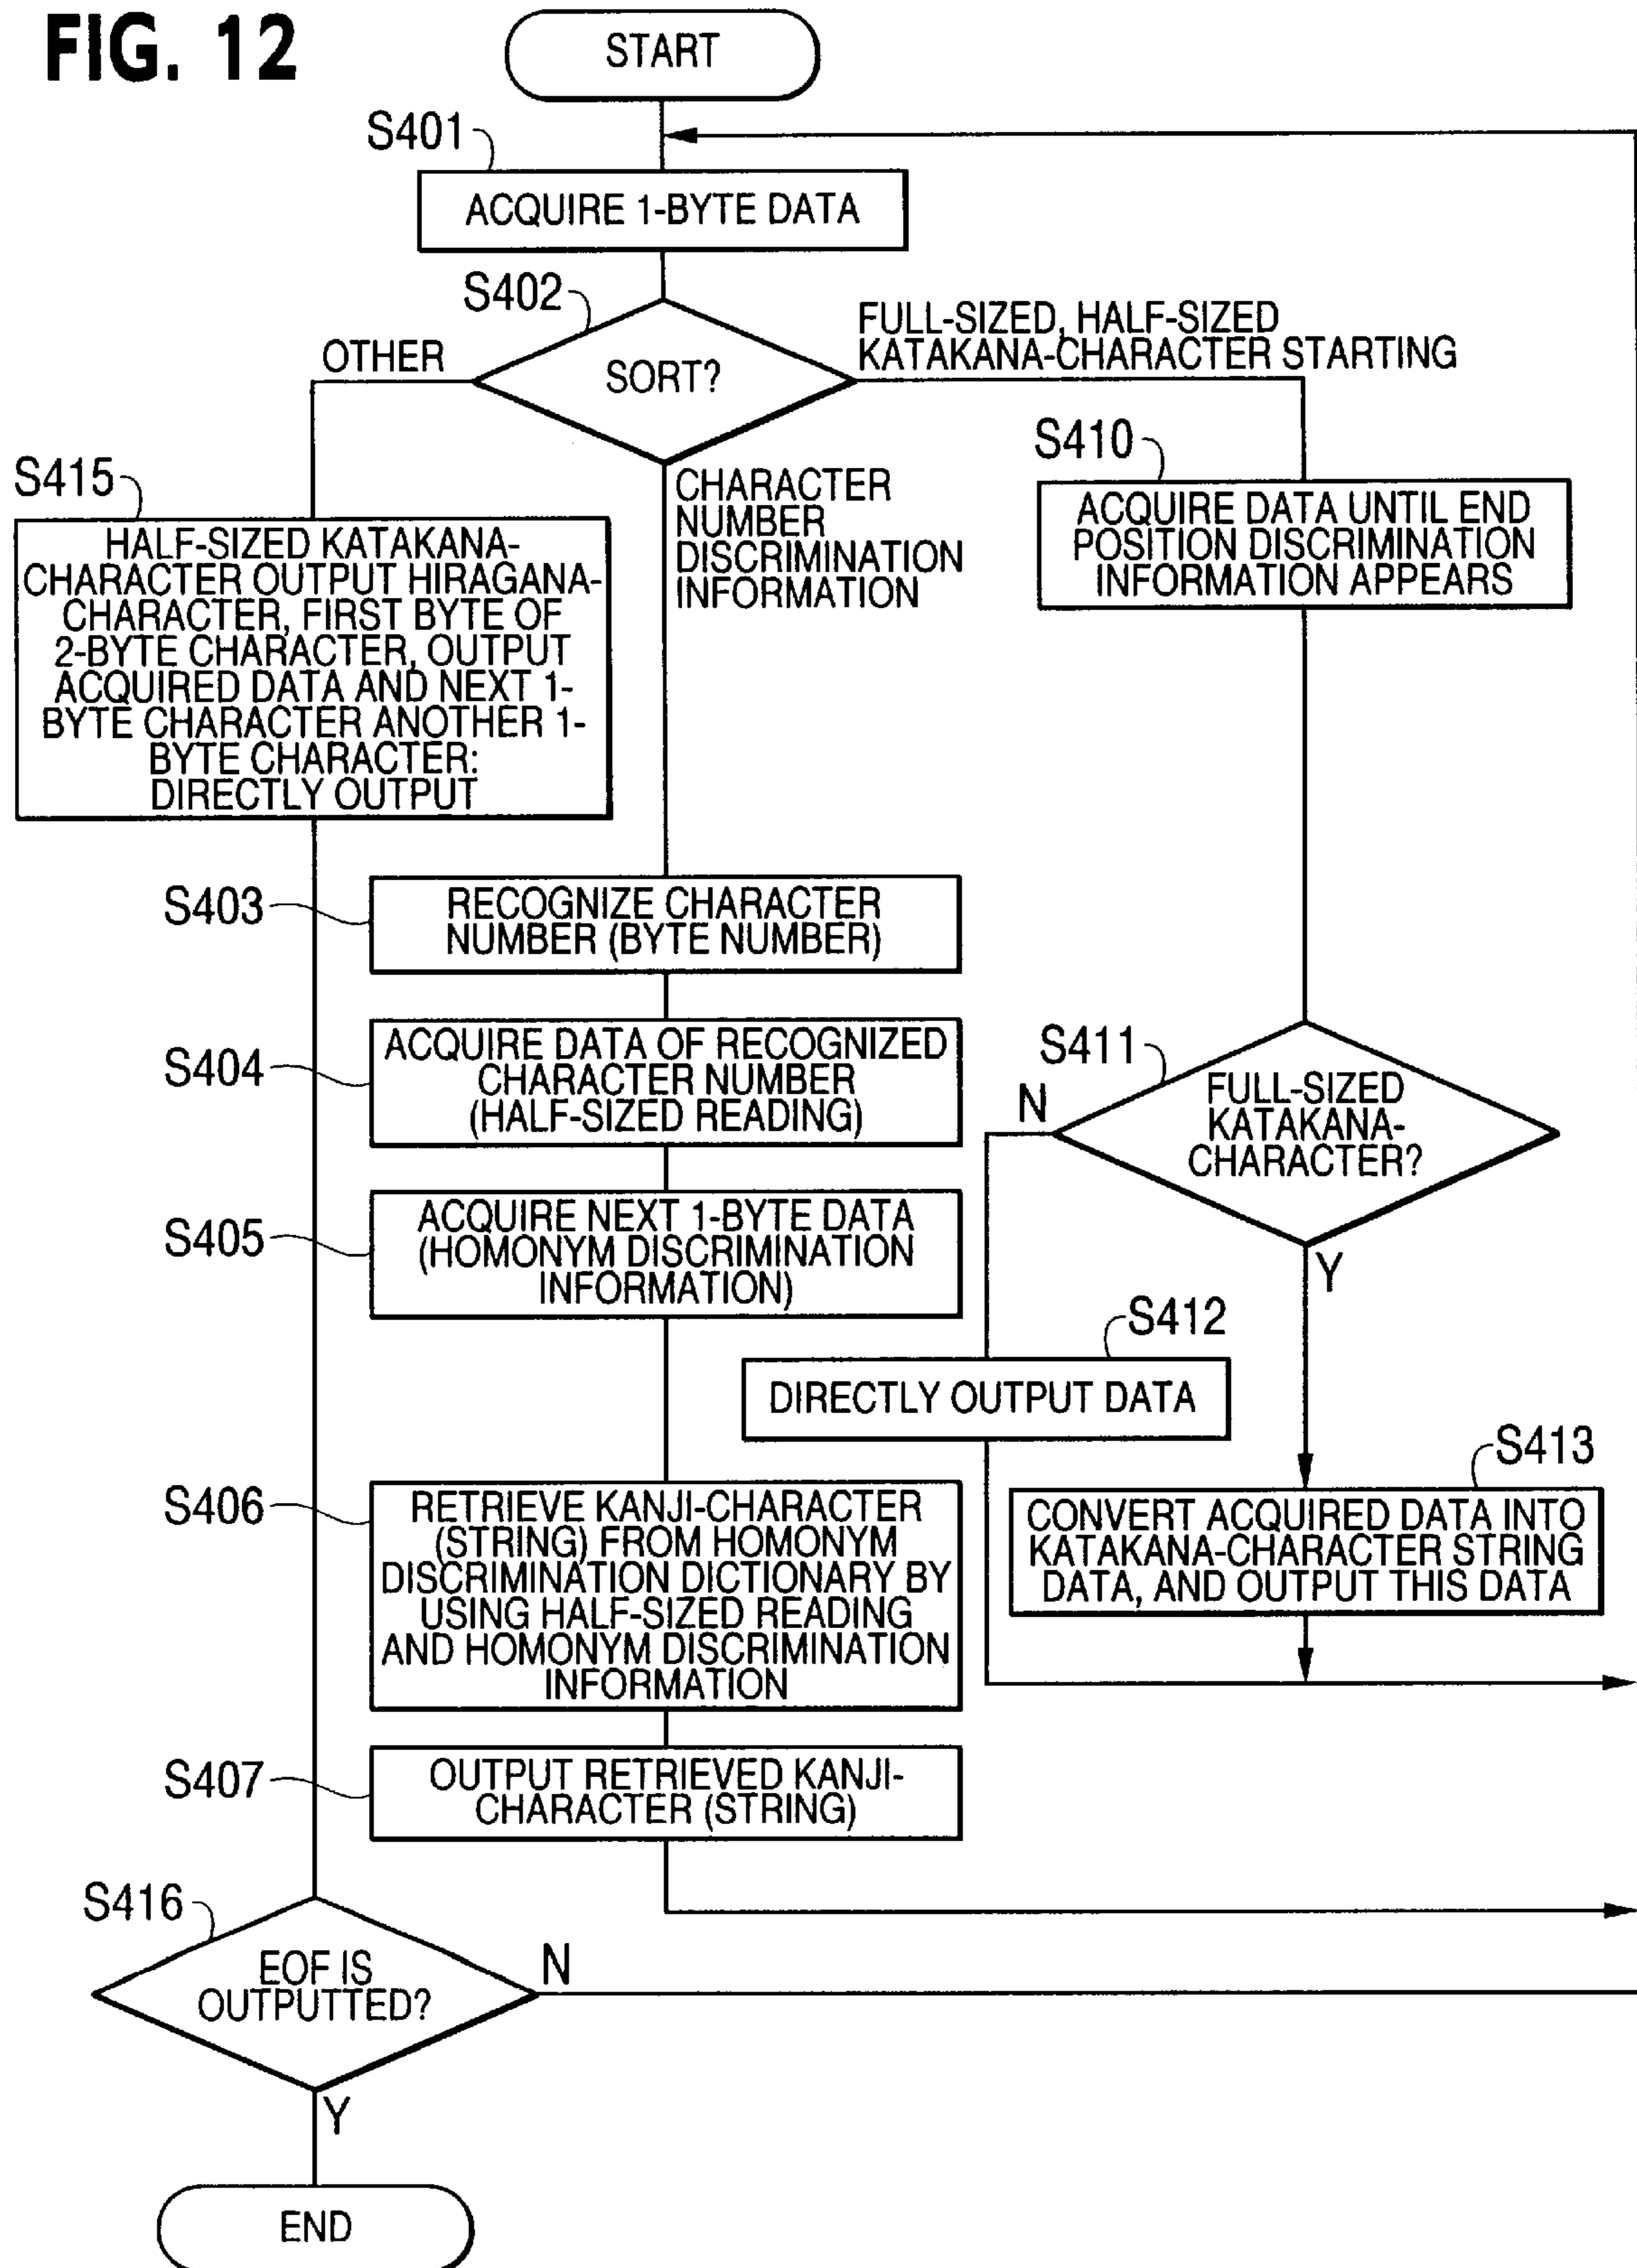 FIG. 12
START
S401
ACQUIRE 1-BYTE DATA
S402
SORT?
OTHER
FULL-SIZED, HALF-SIZED
KATAKANA-CHARACTER STARTING
CHARACTER
NUMBER
DISCRIMINATION
INFORMATION
S415
HALF-SIZED KATAKANA-
CHARACTER OUTPUT HIRAGANA-
CHARACTER, FIRST BYTE OF
2-BYTE CHARACTER, OUTPUT
ACQUIRED DATA AND NEXT 1-
BYTE CHARACTER ANOTHER 1-
BYTE CHARACTER:
DIRECTLY OUTPUT
S410
ACQUIRE DATA UNTIL END
POSITION DISCRIMINATION
INFORMATION APPEARS
S403
RECOGNIZE CHARACTER
NUMBER (BYTE NUMBER)
S404
ACQUIRE DATA OF RECOGNIZED
CHARACTER NUMBER
(HALF-SIZED READING)
S405
ACQUIRE NEXT 1-BYTE DATA
(HOMONYM DISCRIMINATION
INFORMATION)
S411
FULL-SIZED
KATAKANA-
CHARACTER?
N
Y
S412
DIRECTLY OUTPUT DATA
S413
CONVERT ACQUIRED DATA INTO
KATAKANA-CHARACTER STRING
DATA, AND OUTPUT THIS DATA
S406
RETRIEVE KANJI-CHARACTER
(STRING) FROM HOMONYM
DISCRIMINATION DICTIONARY BY
USING HALF-SIZED READING
AND HOMONYM DISCRIMINATION
INFORMATION
S407
OUTPUT RETRIEVED KANJI-
CHARACTER (STRING)
S416
EOF IS
OUTPUTTED?
N
Y
END